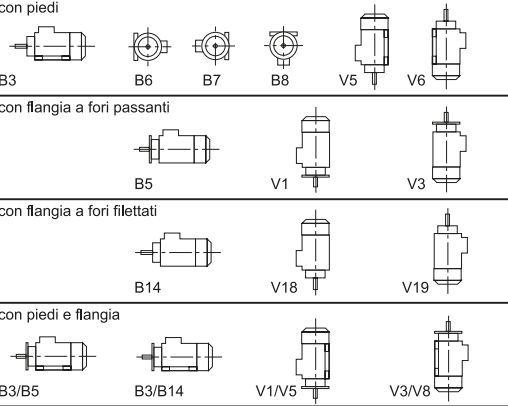 con piedi
B3 B6 B7 B8 V5 V6
con flangia a fori passanti
B5 V1 V3
con flangia a fori filettati
B14 V18 V19
con piedi e flangia
B3/B5 B3/B14 V1/V5 V3/V8